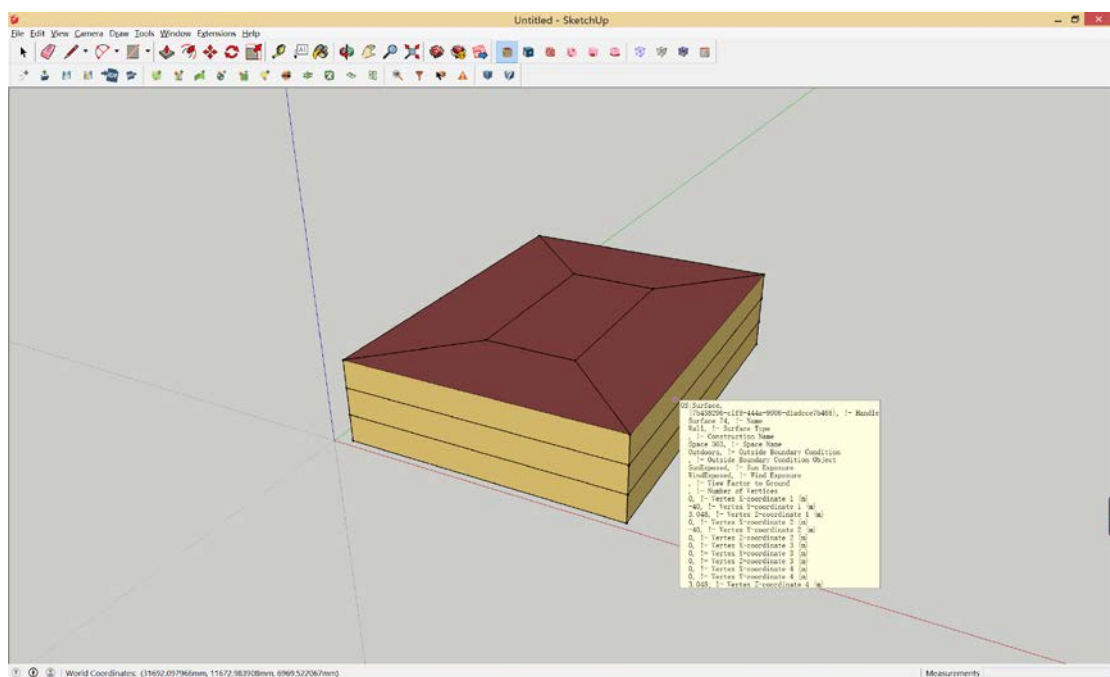 Untitled - SketchUp
File Edit View Camera Draw Tools Window Extensions Help
OS:Surface,
!- Handle
Surface 74, !- Name
Wall, !- Surface Type
, !- Construction Name
Space 303, !- Space Name
Outdoors, !- Outside Boundary Condition
, !- Outside Boundary Condition Object
SunExposed, !- Sun Exposure
WindExposed, !- Wind Exposure
, !- View Factor to Ground
, !- Number of Vertices
0, !- Vertex X-coordinate 1 {m}
-40, !- Vertex Y-coordinate 1 {m}
3.048, !- Vertex Z-coordinate 1 {m}
0, !- Vertex X-coordinate 2 {m}
-40, !- Vertex Y-coordinate 2 {m}
0, !- Vertex Z-coordinate 2 {m}
0, !- Vertex X-coordinate 3 {m}
0, !- Vertex Y-coordinate 3 {m}
0, !- Vertex Z-coordinate 3 {m}
0, !- Vertex X-coordinate 4 {m}
0, !- Vertex Y-coordinate 4 {m}
3.048, !- Vertex Z-coordinate 4 {m}
World Coordinates: (31692.097966mm, 11672.983908mm, 6969.522067mm)
Measurements